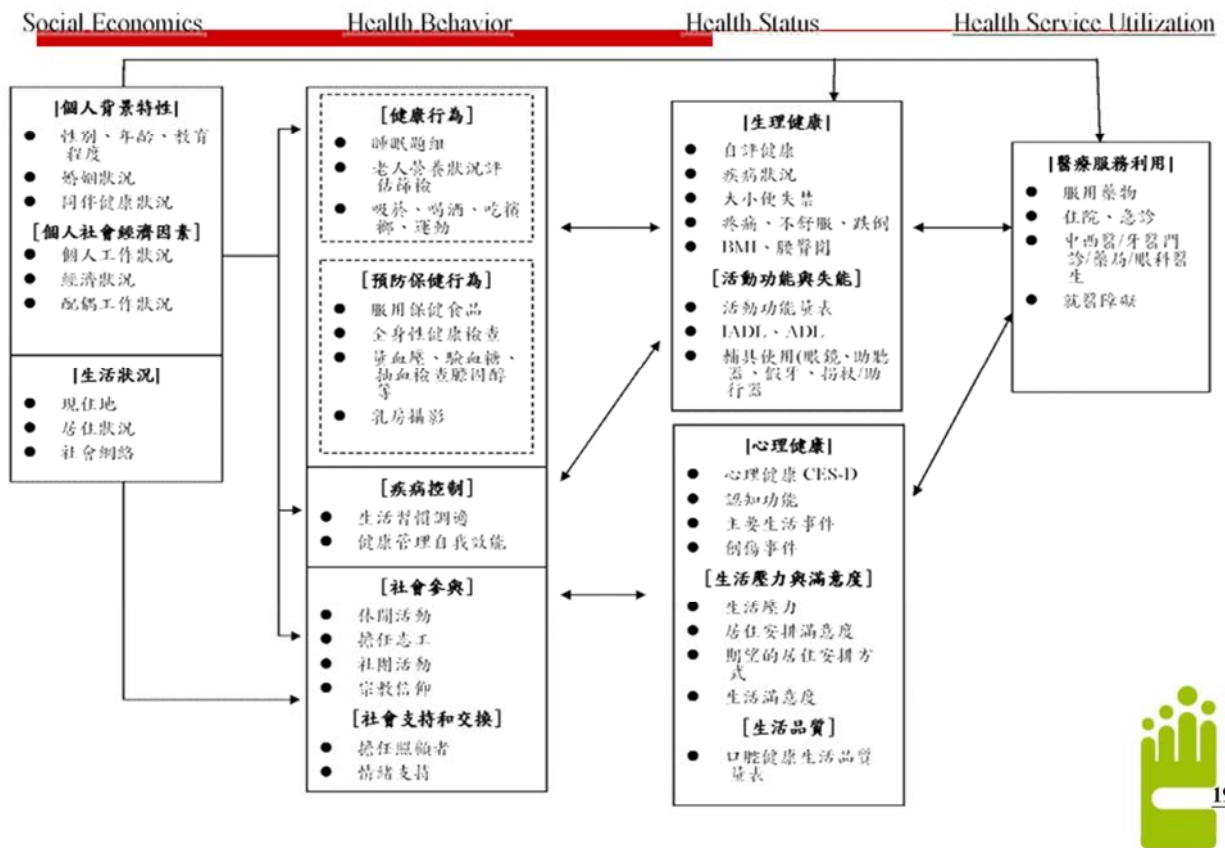 Social Economics
Health Behavior
Health Status
Health Service Utilization
[個人背景特性]
● 性別、年齡、教育
程度
● 婚姻狀況
● 同伴健康狀況
[個人社會經濟因素]
● 個人工作狀況
● 經濟狀況
● 配偶工作狀況
[生活狀況]
● 現住地
● 居住狀況
● 社會網絡
[健康行為]
● 睡眠題組
● 老人營養狀況評
估篩檢
● 吸菸、喝酒、吃檳
榔、運動
[預防保健行為]
● 服用保健食品
● 全身性健康檢查
● 量血壓、驗血糖、
抽血檢查膽固醇
等
● 乳房攝影
[疾病控制]
● 生活習慣調適
● 健康管理自我效能
[社會參與]
● 休閒活動
● 擔任志工
● 社團活動
● 宗教信仰
[社會支持和交換]
● 擔任照顧者
● 情緒支持
[生理健康]
● 自評健康
● 疾病狀況
● 大小便失禁
● 疼痛、不舒服、跌倒
● BMI、腰臀圍
[活動功能與失能]
● 活動功能量表
● IADL、ADL
● 輔具使用(眼鏡、助聽
器、假牙、拐杖/助
行器
[心理健康]
● 心理健康 CES-D
● 認知功能
● 主要生活事件
● 創傷事件
[生活壓力與滿意度]
● 生活壓力
● 居住安排滿意度
● 期望的居住安排方
式
● 生活滿意度
[生活品質]
● 口腔健康生活品質
量表
[醫療服務利用]
● 服用藥物
● 住院、急診
● 中西醫/牙醫門
診/藥局/眼科醫
生
● 就醫障礙
19